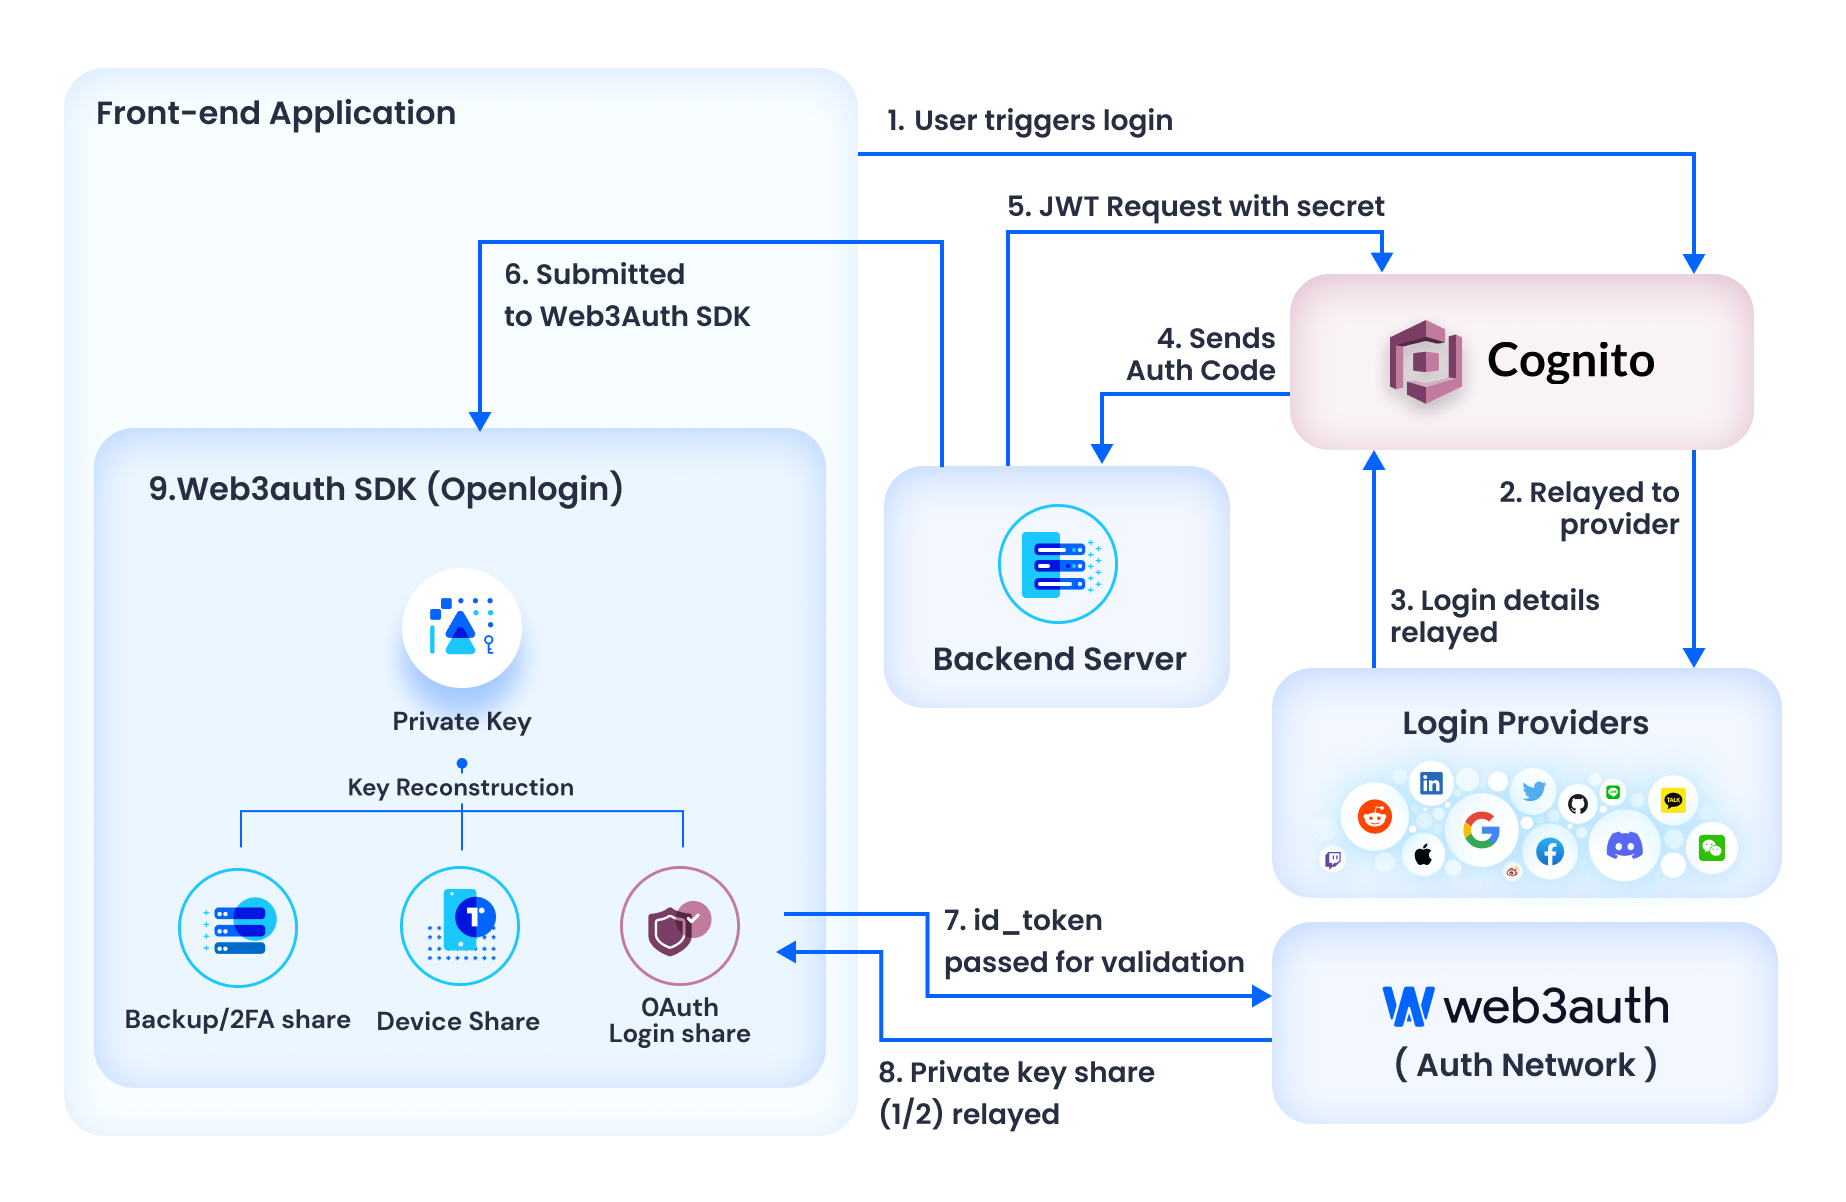 Front-end Application
1. User triggers login
5. JWT Request with secret
6. Submitted
to Web3Auth SDK
4. Sends
Auth Code
Cognito
2. Relayed to
provider
3. Login details
relayed
9.Web3auth SDK (Openlogin)
Backend Server
Private Key
Key Reconstruction
Login Providers
in
TALK
Backup/2FA share
Device Share
OAuth
Login share
7. id_token
passed for validation
web3auth
( Auth Network )
8. Private key share
(1/2) relayed